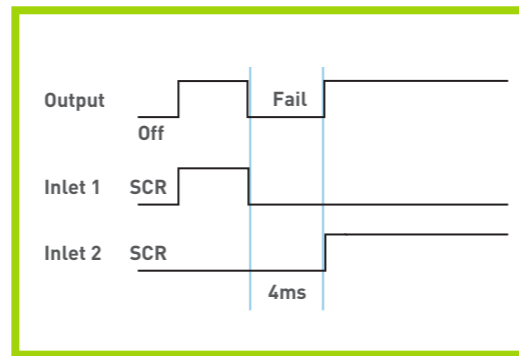 Output Fail
Off
Inlet 1 SCR
Inlet 2 SCR
4ms